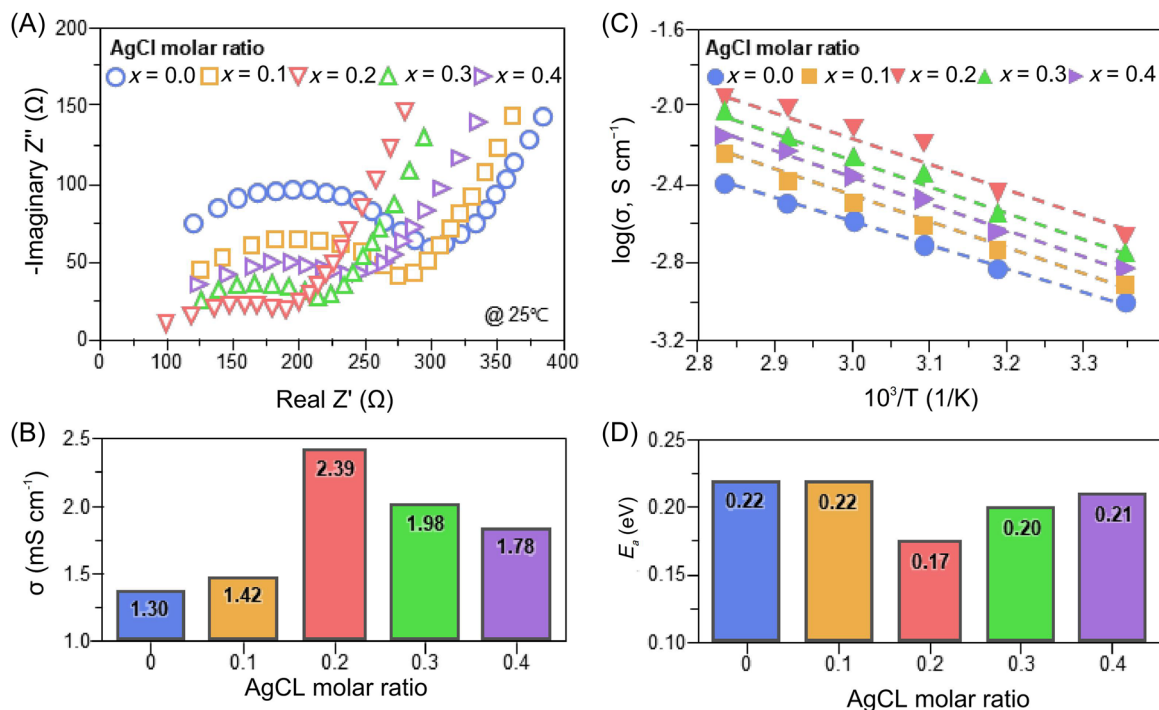 (A)
200
150
100
50
0
-Imaginary Z'' (Ω)
AgCl molar ratio
x = 0.0 x = 0.1 x = 0.2 x = 0.3 x = 0.4
@ 25℃
0 100 150 200 250 300 350 400
Real Z' (Ω)
(C)
-1.6
-2.0
-2.4
-2.8
-3.2
log(σ, S cm⁻¹)
AgCl molar ratio
x = 0.0 x = 0.1 x = 0.2 x = 0.3 x = 0.4
2.8 2.9 3.0 3.1 3.2 3.3
10³/T (1/K)
(B)
2.5
2.0
1.5
1.0
σ (mS cm⁻¹)
1.30 1.42 2.39 1.98 1.78
0 0.1 0.2 0.3 0.4
AgCL molar ratio
(D)
0.25
0.20
0.15
0.10
Eₐ (eV)
0.22 0.22 0.17 0.20 0.21
0 0.1 0.2 0.3 0.4
AgCL molar ratio